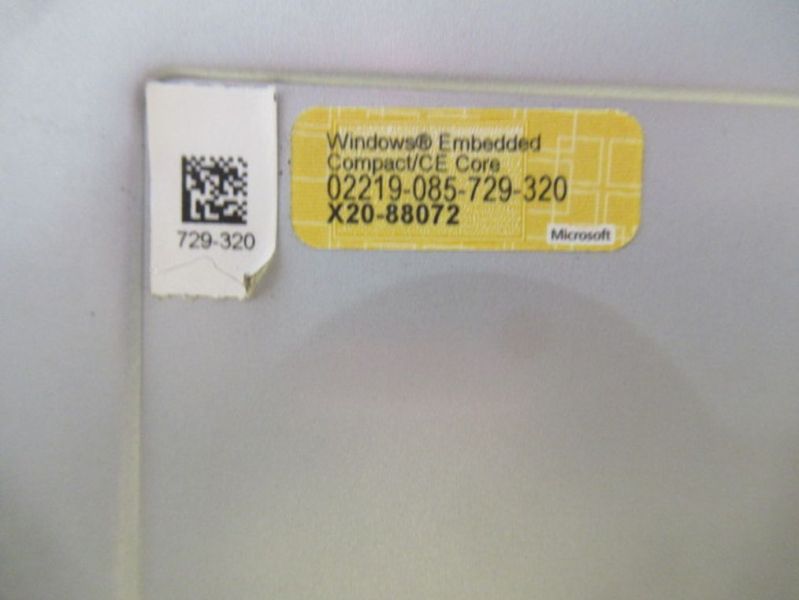 729-320
Windows® Embedded
Compact/CE Core
02219-085-729-320
X20-88072
Microsoft